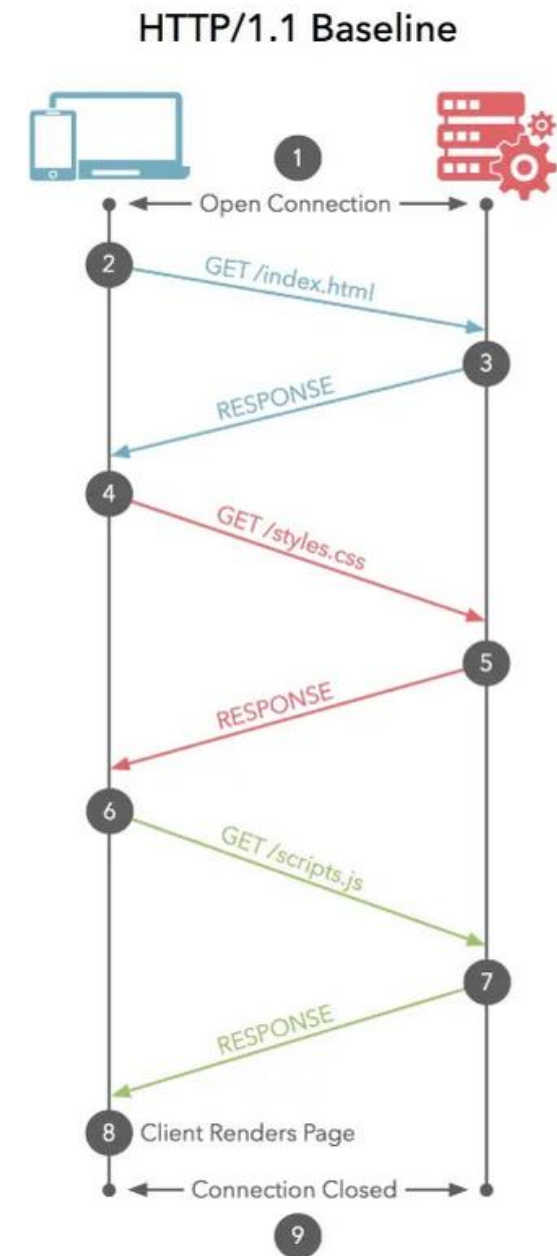 HTTP/1.1 Baseline
1
Open Connection
2
GET /index.html
3
RESPONSE
4
GET /styles.css
5
RESPONSE
6
GET /scripts.js
7
RESPONSE
8 Client Renders Page
Connection Closed
9